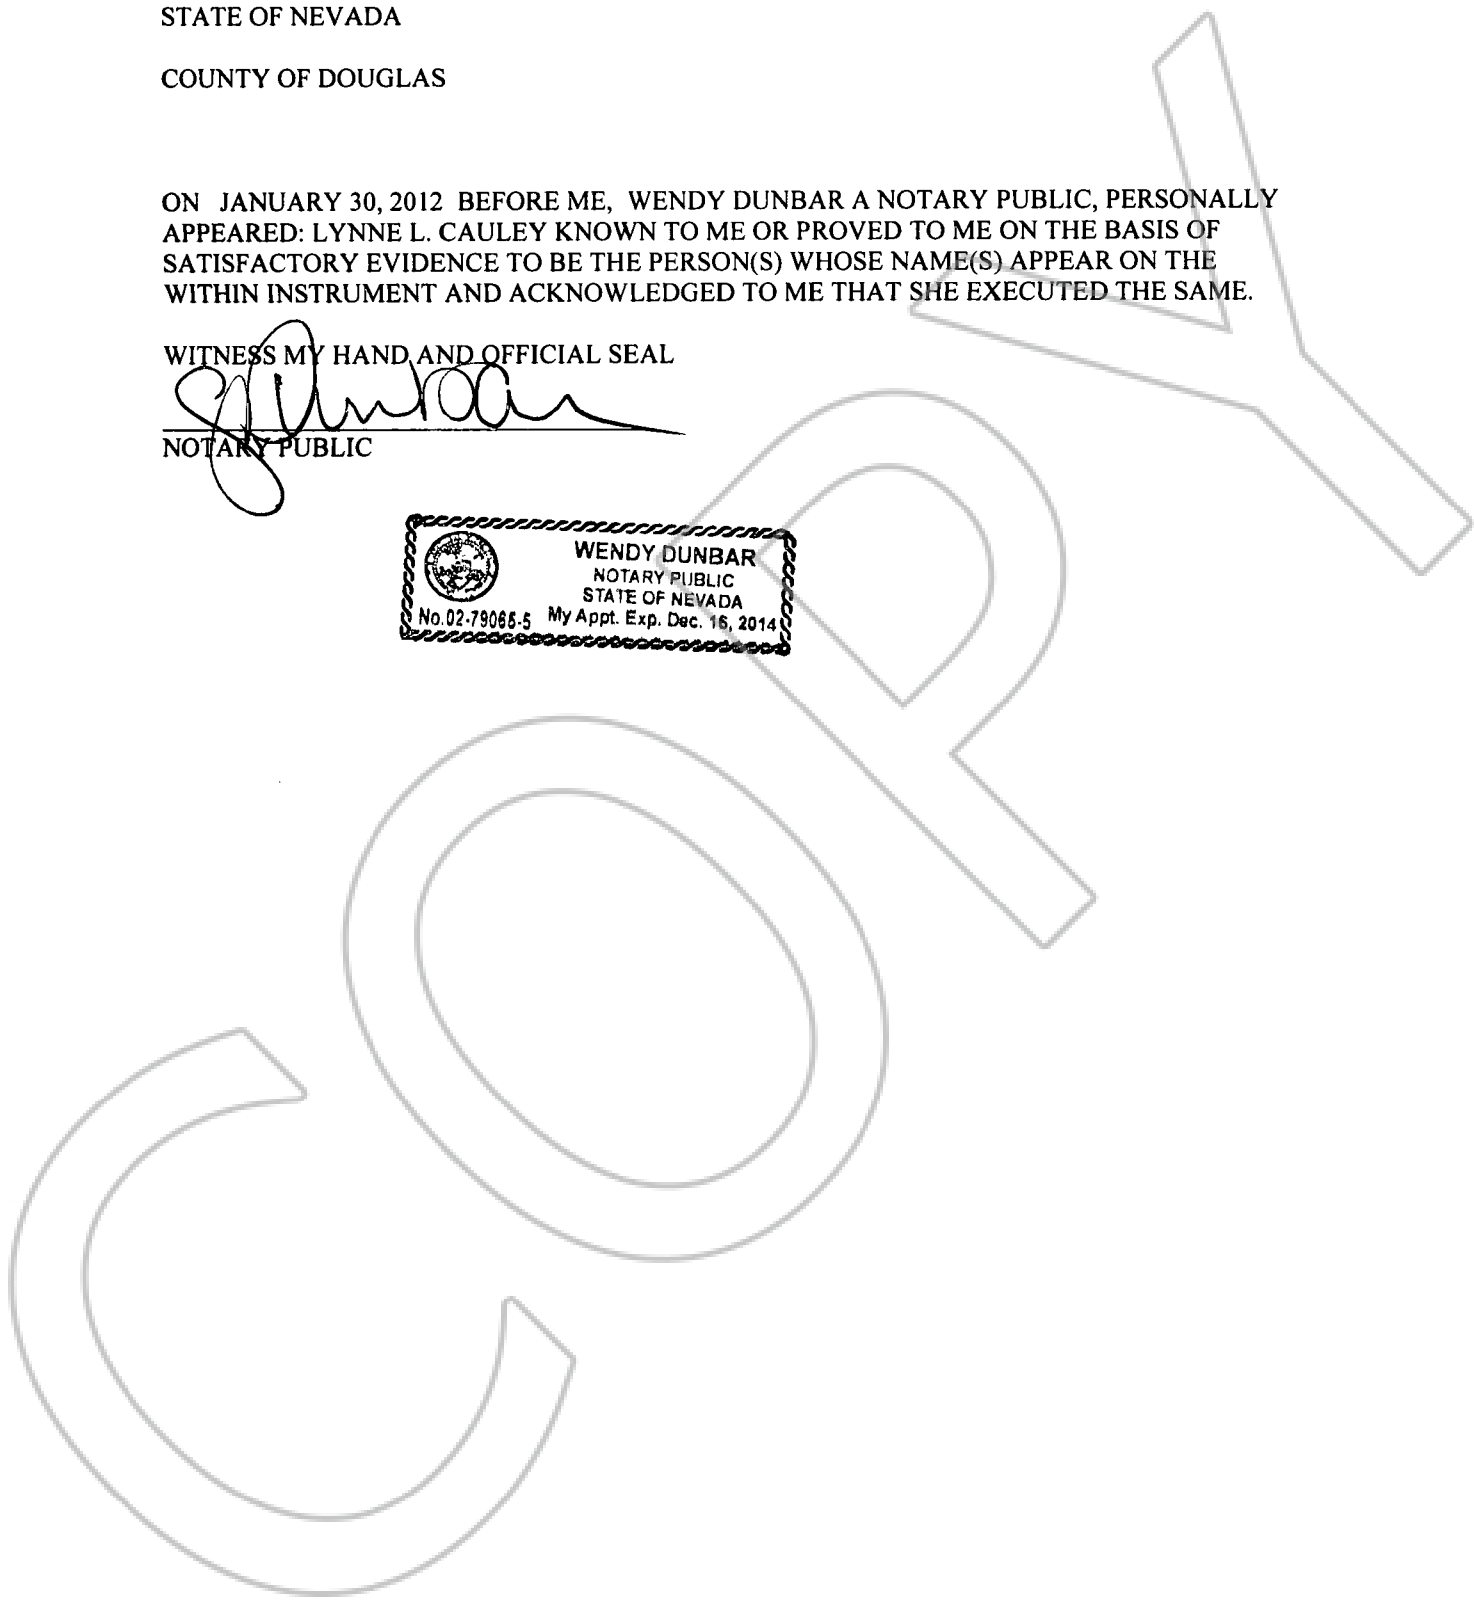 STATE OF NEVADA
COUNTY OF DOUGLAS
ON JANUARY 30, 2012 BEFORE ME, WENDY DUNBAR A NOTARY PUBLIC, PERSONALLY
APPEARED: LYNNE L. CAULEY KNOWN TO ME OR PROVED TO ME ON THE BASIS OF
SATISFACTORY EVIDENCE TO BE THE PERSON(S) WHOSE NAME(S) APPEAR ON THE
WITHIN INSTRUMENT AND ACKNOWLEDGED TO ME THAT SHE EXECUTED THE SAME.
WITNESS MY HAND AND OFFICIAL SEAL
NOTARY PUBLIC
WENDY DUNBAR
NOTARY PUBLIC
STATE OF NEVADA
No.02-79065-5 My Appt. Exp. Dec. 16, 2014
COPY